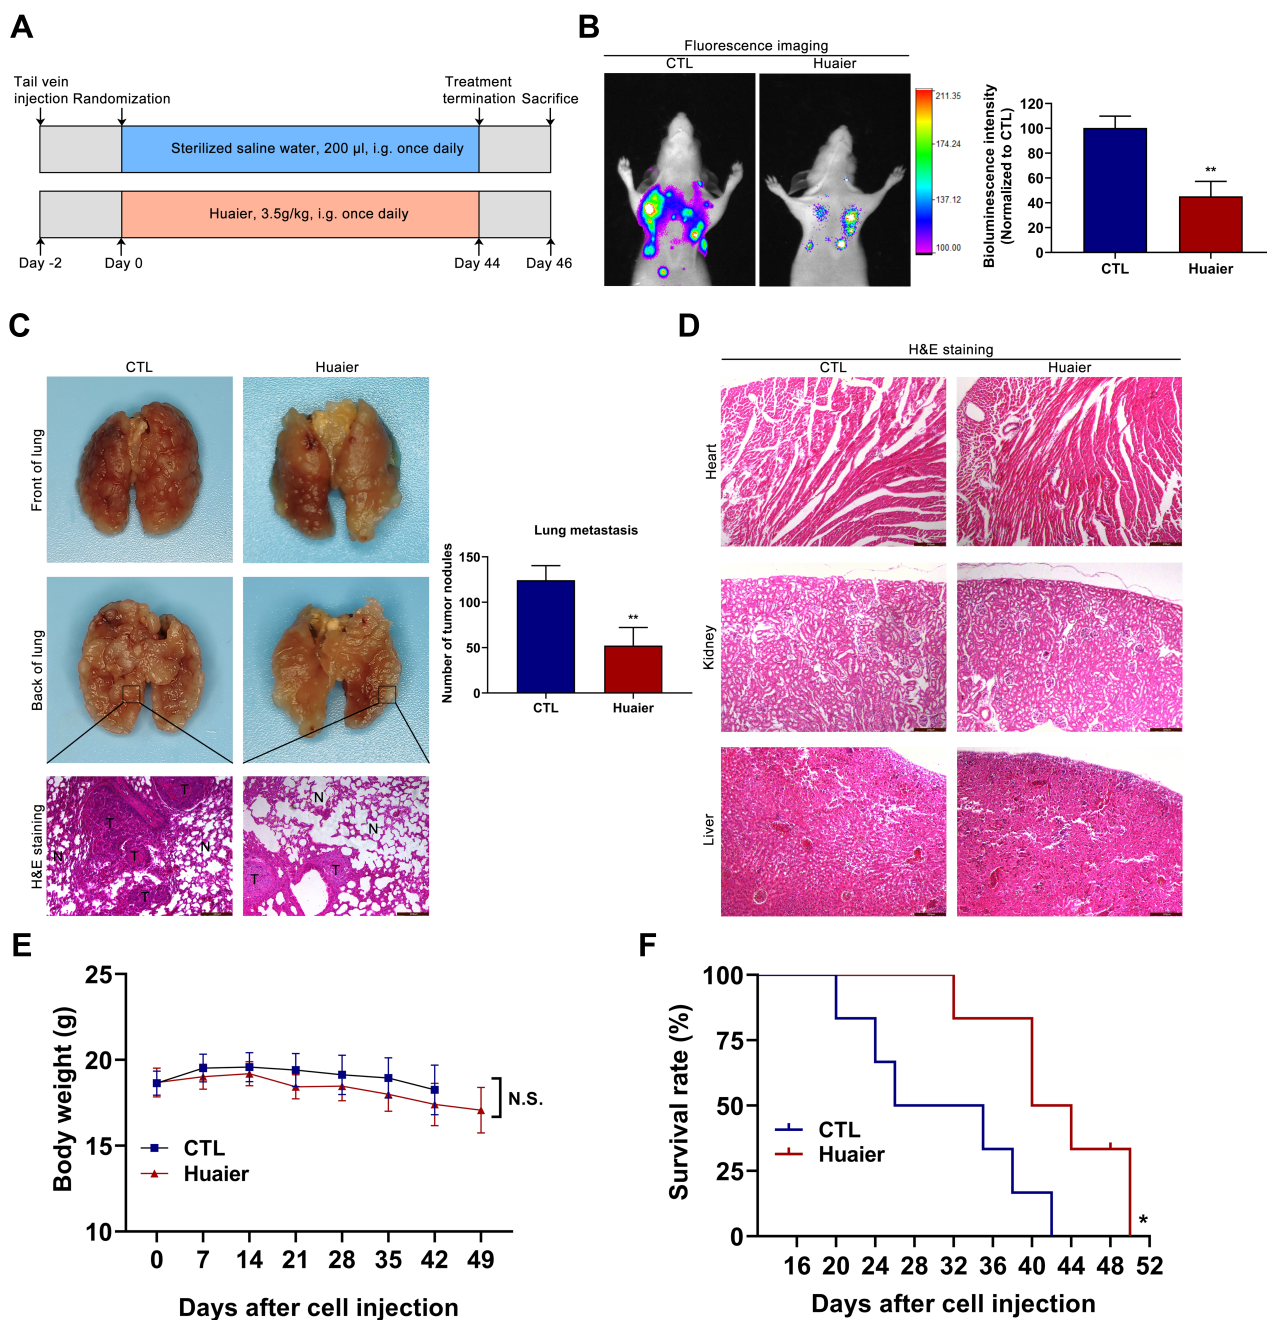 A
Tail vein
injection
Randomization
Treatment
termination
Sacrifice
Sterilized saline water, 200 µl, i.g. once daily
Huaier, 3.5g/kg, i.g. once daily
Day -2
Day 0
Day 44
Day 46
B
Fluorescence imaging
CTL
Huaier
211.35
174.24
137.12
100.00
Bioluminescence intensity
(Normalized to CTL)
120
100
80
60
40
20
0
**
CTL
Huaier
C
CTL
Huaier
Front of lung
Back of lung
H&E staining
T
T
T
T
N
N
N
N
T
T
Lung metastasis
Number of tumor nodules
150
100
50
0
**
CTL
Huaier
D
H&E staining
CTL
Huaier
Heart
Kidney
Liver
E
Body weight (g)
25
20
15
10
N.S.
CTL
Huaier
0 7 14 21 28 35 42 49
Days after cell injection
F
Survival rate (%)
100
75
50
25
0
CTL
Huaier
*
16 20 24 28 32 36 40 44 48 52
Days after cell injection